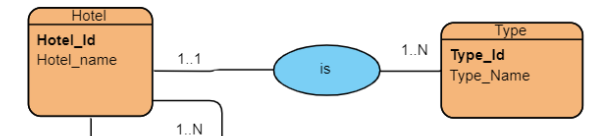 Hotel
Hotel_Id
Hotel_name
1..1
is
1..N
Type
Type_Id
Type_Name
1..N